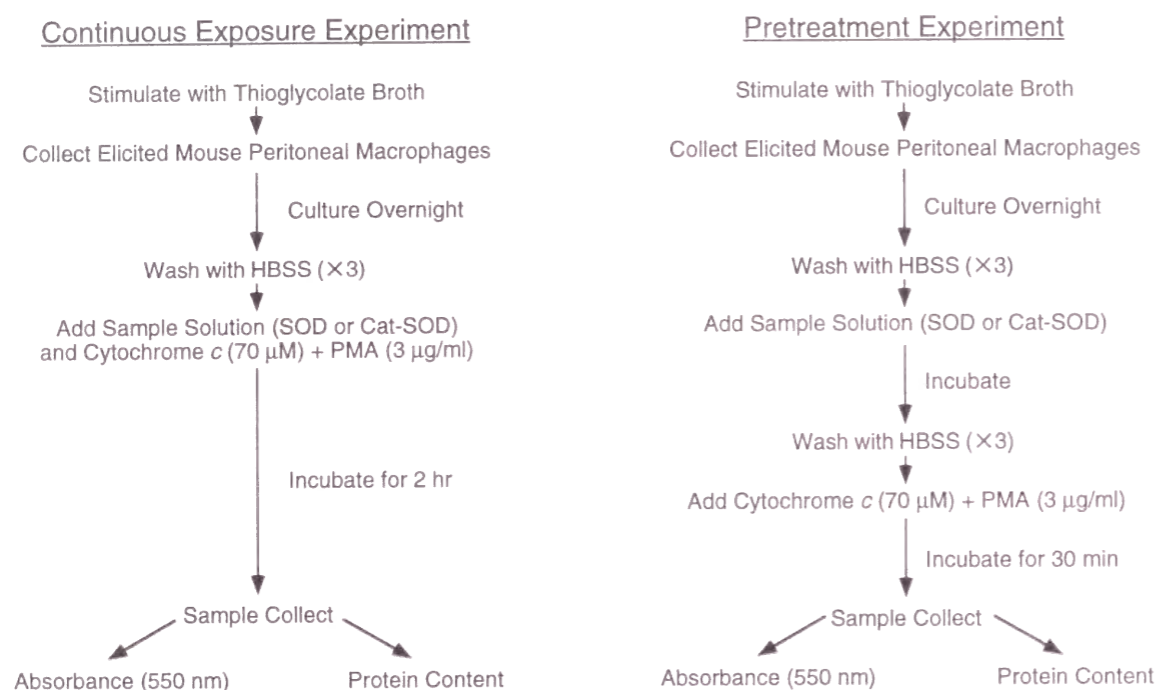 Continuous Exposure Experiment
Stimulate with Thioglycolate Broth
Collect Elicited Mouse Peritoneal Macrophages
Culture Overnight
Wash with HBSS (×3)
Add Sample Solution (SOD or Cat-SOD)
and Cytochrome c (70 μM) + PMA (3 μg/ml)
Incubate for 2 hr
Sample Collect
Absorbance (550 nm)
Protein Content
Pretreatment Experiment
Stimulate with Thioglycolate Broth
Collect Elicited Mouse Peritoneal Macrophages
Culture Overnight
Wash with HBSS (×3)
Add Sample Solution (SOD or Cat-SOD)
Incubate
Wash with HBSS (×3)
Add Cytochrome c (70 μM) + PMA (3 μg/ml)
Incubate for 30 min
Sample Collect
Absorbance (550 nm)
Protein Content